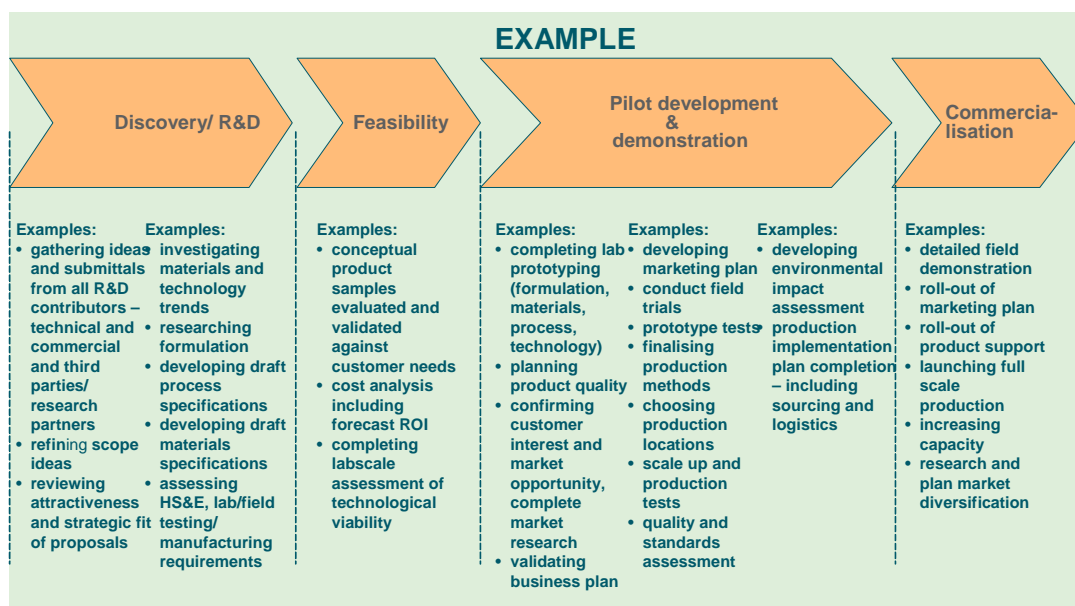 EXAMPLE
Discovery/ R&D
Feasibility
Pilot development
&
demonstration
Commercia-
lisation
Examples:
• gathering ideas
and submittals
from all R&D
contributors –
technical and
commercial
and third
parties/
research
partners
• refining scope
ideas
• reviewing
attractiveness
and strategic fit
of proposals
Examples:
• investigating
materials and
technology
trends
• researching
formulation
• developing draft
process
specifications
• developing draft
materials
specifications
• assessing
HS&E, lab/field
testing/
manufacturing
requirements
Examples:
• conceptual
product
samples
evaluated and
validated
against
customer needs
• cost analysis
including
forecast ROI
• completing
labscale
assessment of
technological
viability
Examples:
• completing lab
prototyping
(formulation,
materials,
process,
technology)
• planning
product quality
• confirming
customer
interest and
market
opportunity,
complete
market
research
• validating
business plan
Examples:
• developing
marketing plan
• conduct field
trials
• prototype tests
• finalising
production
methods
• choosing
production
locations
• scale up and
production
tests
• quality and
standards
assessment
Examples:
• developing
environmental
impact
assessment
• production
implementation
plan completion
– including
sourcing and
logistics
Examples:
• detailed field
demonstration
• roll-out of
marketing plan
• roll-out of
product support
• launching full
scale
production
• increasing
capacity
• research and
plan market
diversification